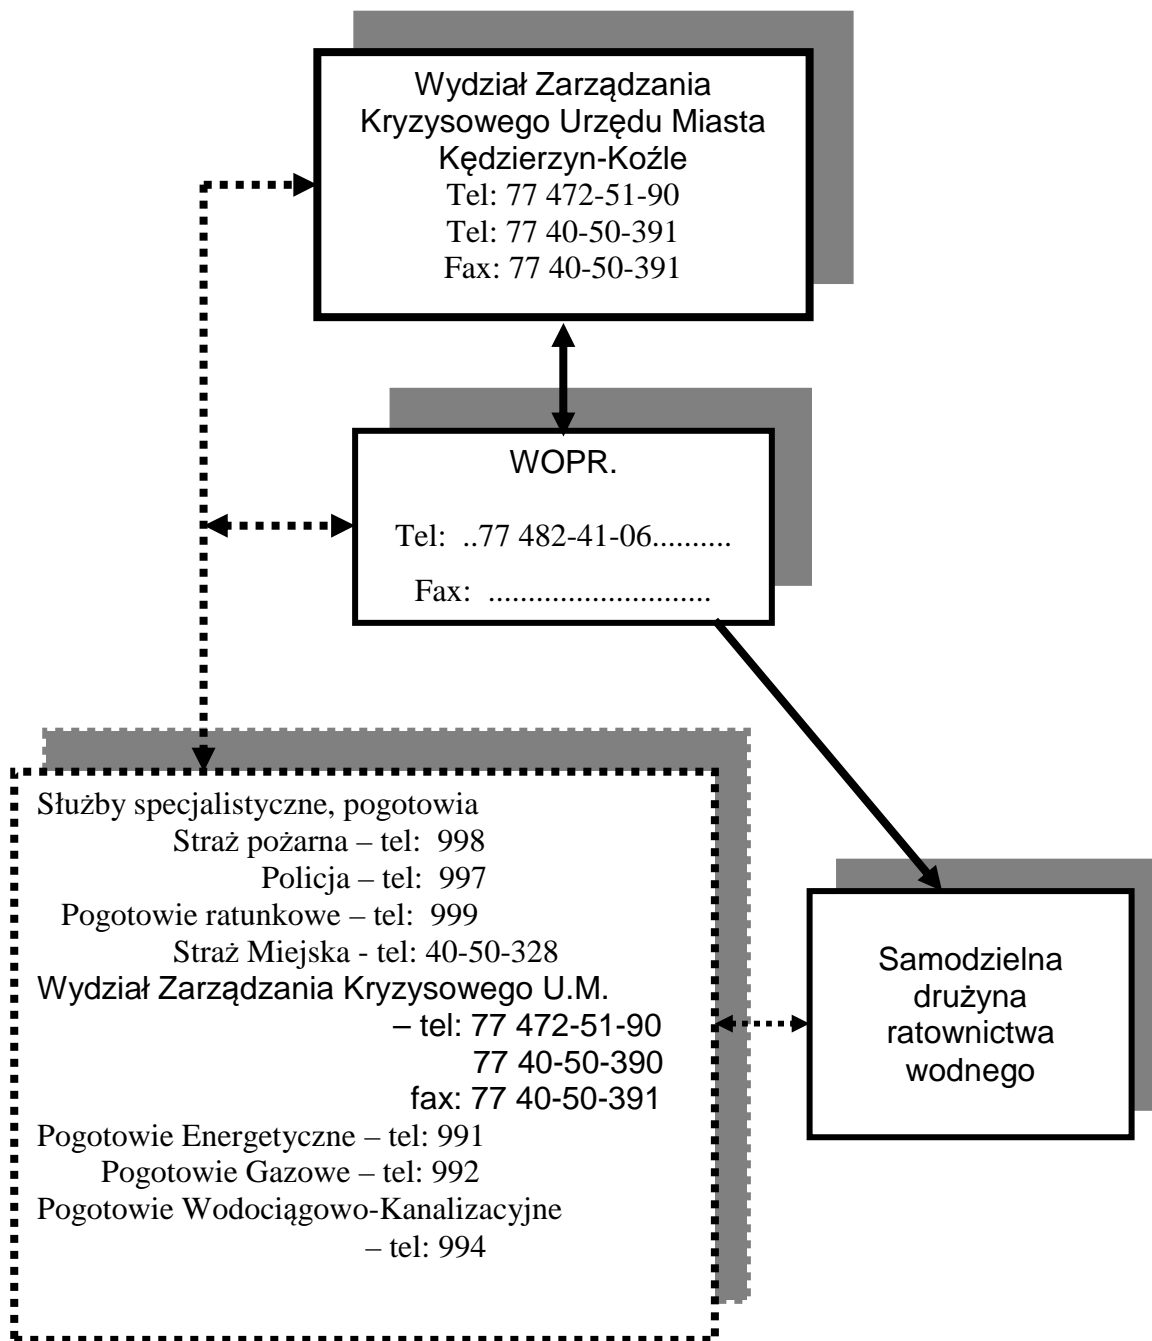 Wydział Zarządzania
Kryzysowego Urzędu Miasta
Kędzierzyn-Koźle
Tel: 77 472-51-90
Tel: 77 40-50-391
Fax: 77 40-50-391
WOPR.
Tel:  ..77 482-41-06..........
Fax:  ............................
Służby specjalistyczne, pogotowia
Straż pożarna – tel:  998
Policja – tel:  997
Pogotowie ratunkowe – tel:  999
Straż Miejska - tel: 40-50-328
Wydział Zarządzania Kryzysowego U.M.
– tel: 77 472-51-90
77 40-50-390
fax: 77 40-50-391
Pogotowie Energetyczne – tel: 991
Pogotowie Gazowe – tel: 992
Pogotowie Wodociągowo-Kanalizacyjne
– tel: 994
Samodzielna
drużyna
ratownictwa
wodnego